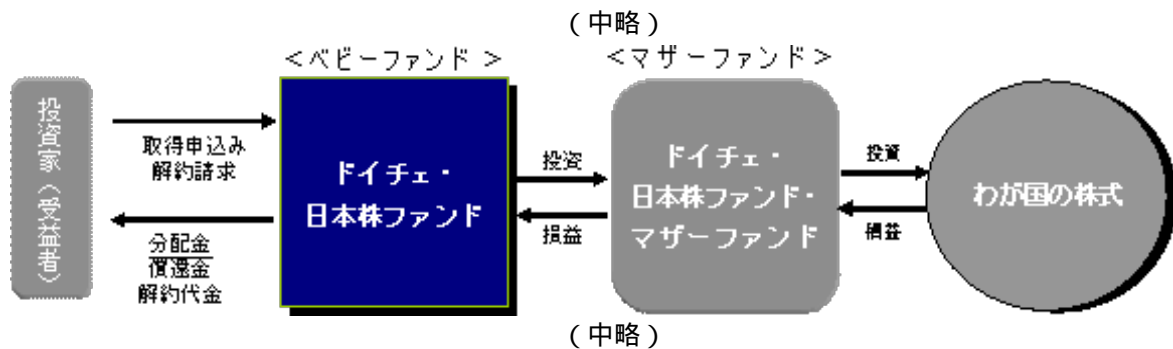 （中略）
＜ベビーファンド＞
＜マザーファンド＞
投資家（受益者）
取得申込み
解約請求
分配金
償還金
解約代金
ドイチェ・
日本株ファンド
投資
損益
ドイチェ・
日本株ファンド・
マザーファンド
投資
損益
わが国の株式
（中略）